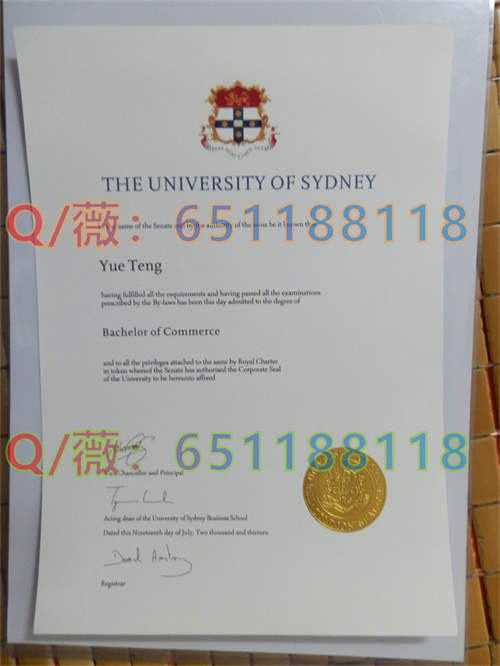 THE UNIVERSITY OF SYDNEY
Q/薇：651188118
name of the Senate and by the authority of the same be it known that
Yue Teng
having fulfilled all the requirements and having passed all the examinations
prescribed by the By-laws has been this day admitted to the degree of
Bachelor of Commerce
and to all the privileges attached to the same by Royal Charter
in token whereof the Senate has authorised the Corporate Seal
of the University to be hereunto affixed
Q/薇：651188118
Chancellor and Principal
Acting dean of the University of Sydney Business School
Dated this Nineteenth day of July, Two thousand and thirteen
Registrar